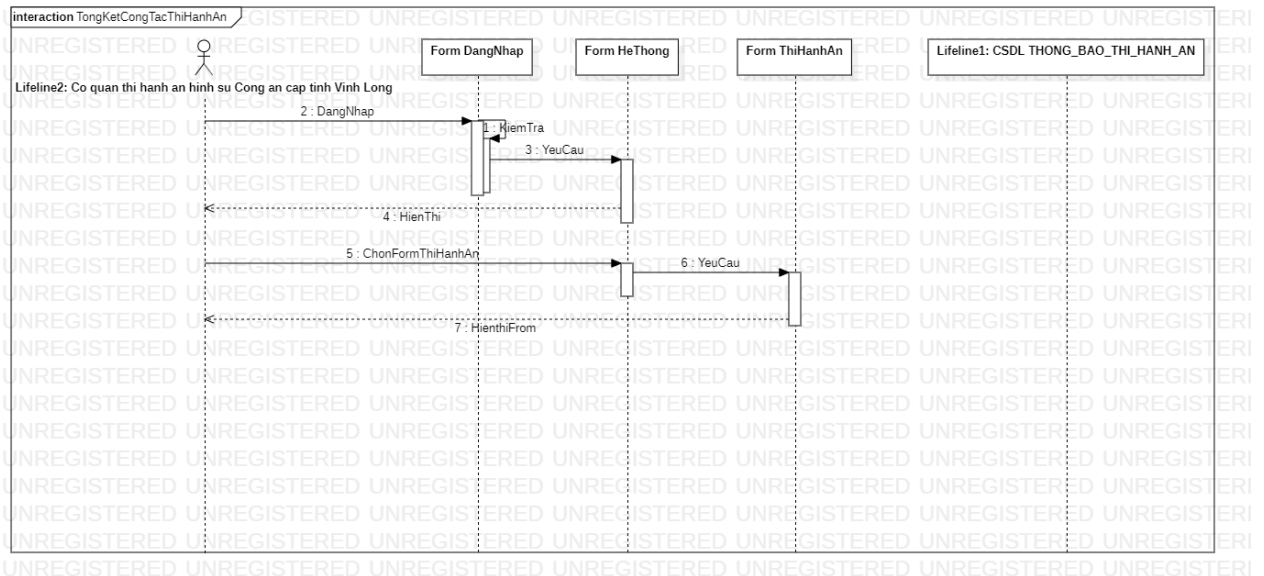 interaction TongKetCongTacThiHanhAn
Form DangNhap
Form HeThong
Form ThiHanhAn
Lifeline1: CSDL THONG_BAO_THI_HANH_AN
Lifeline2: Co quan thi hanh an hinh su Cong an cap tinh Vinh Long
2 : DangNhap
1 : KiemTra
3 : YeuCau
4 : HienThi
5 : ChonFormThiHanhAn
6 : YeuCau
7 : HienthiFrom
UNREGISTERED